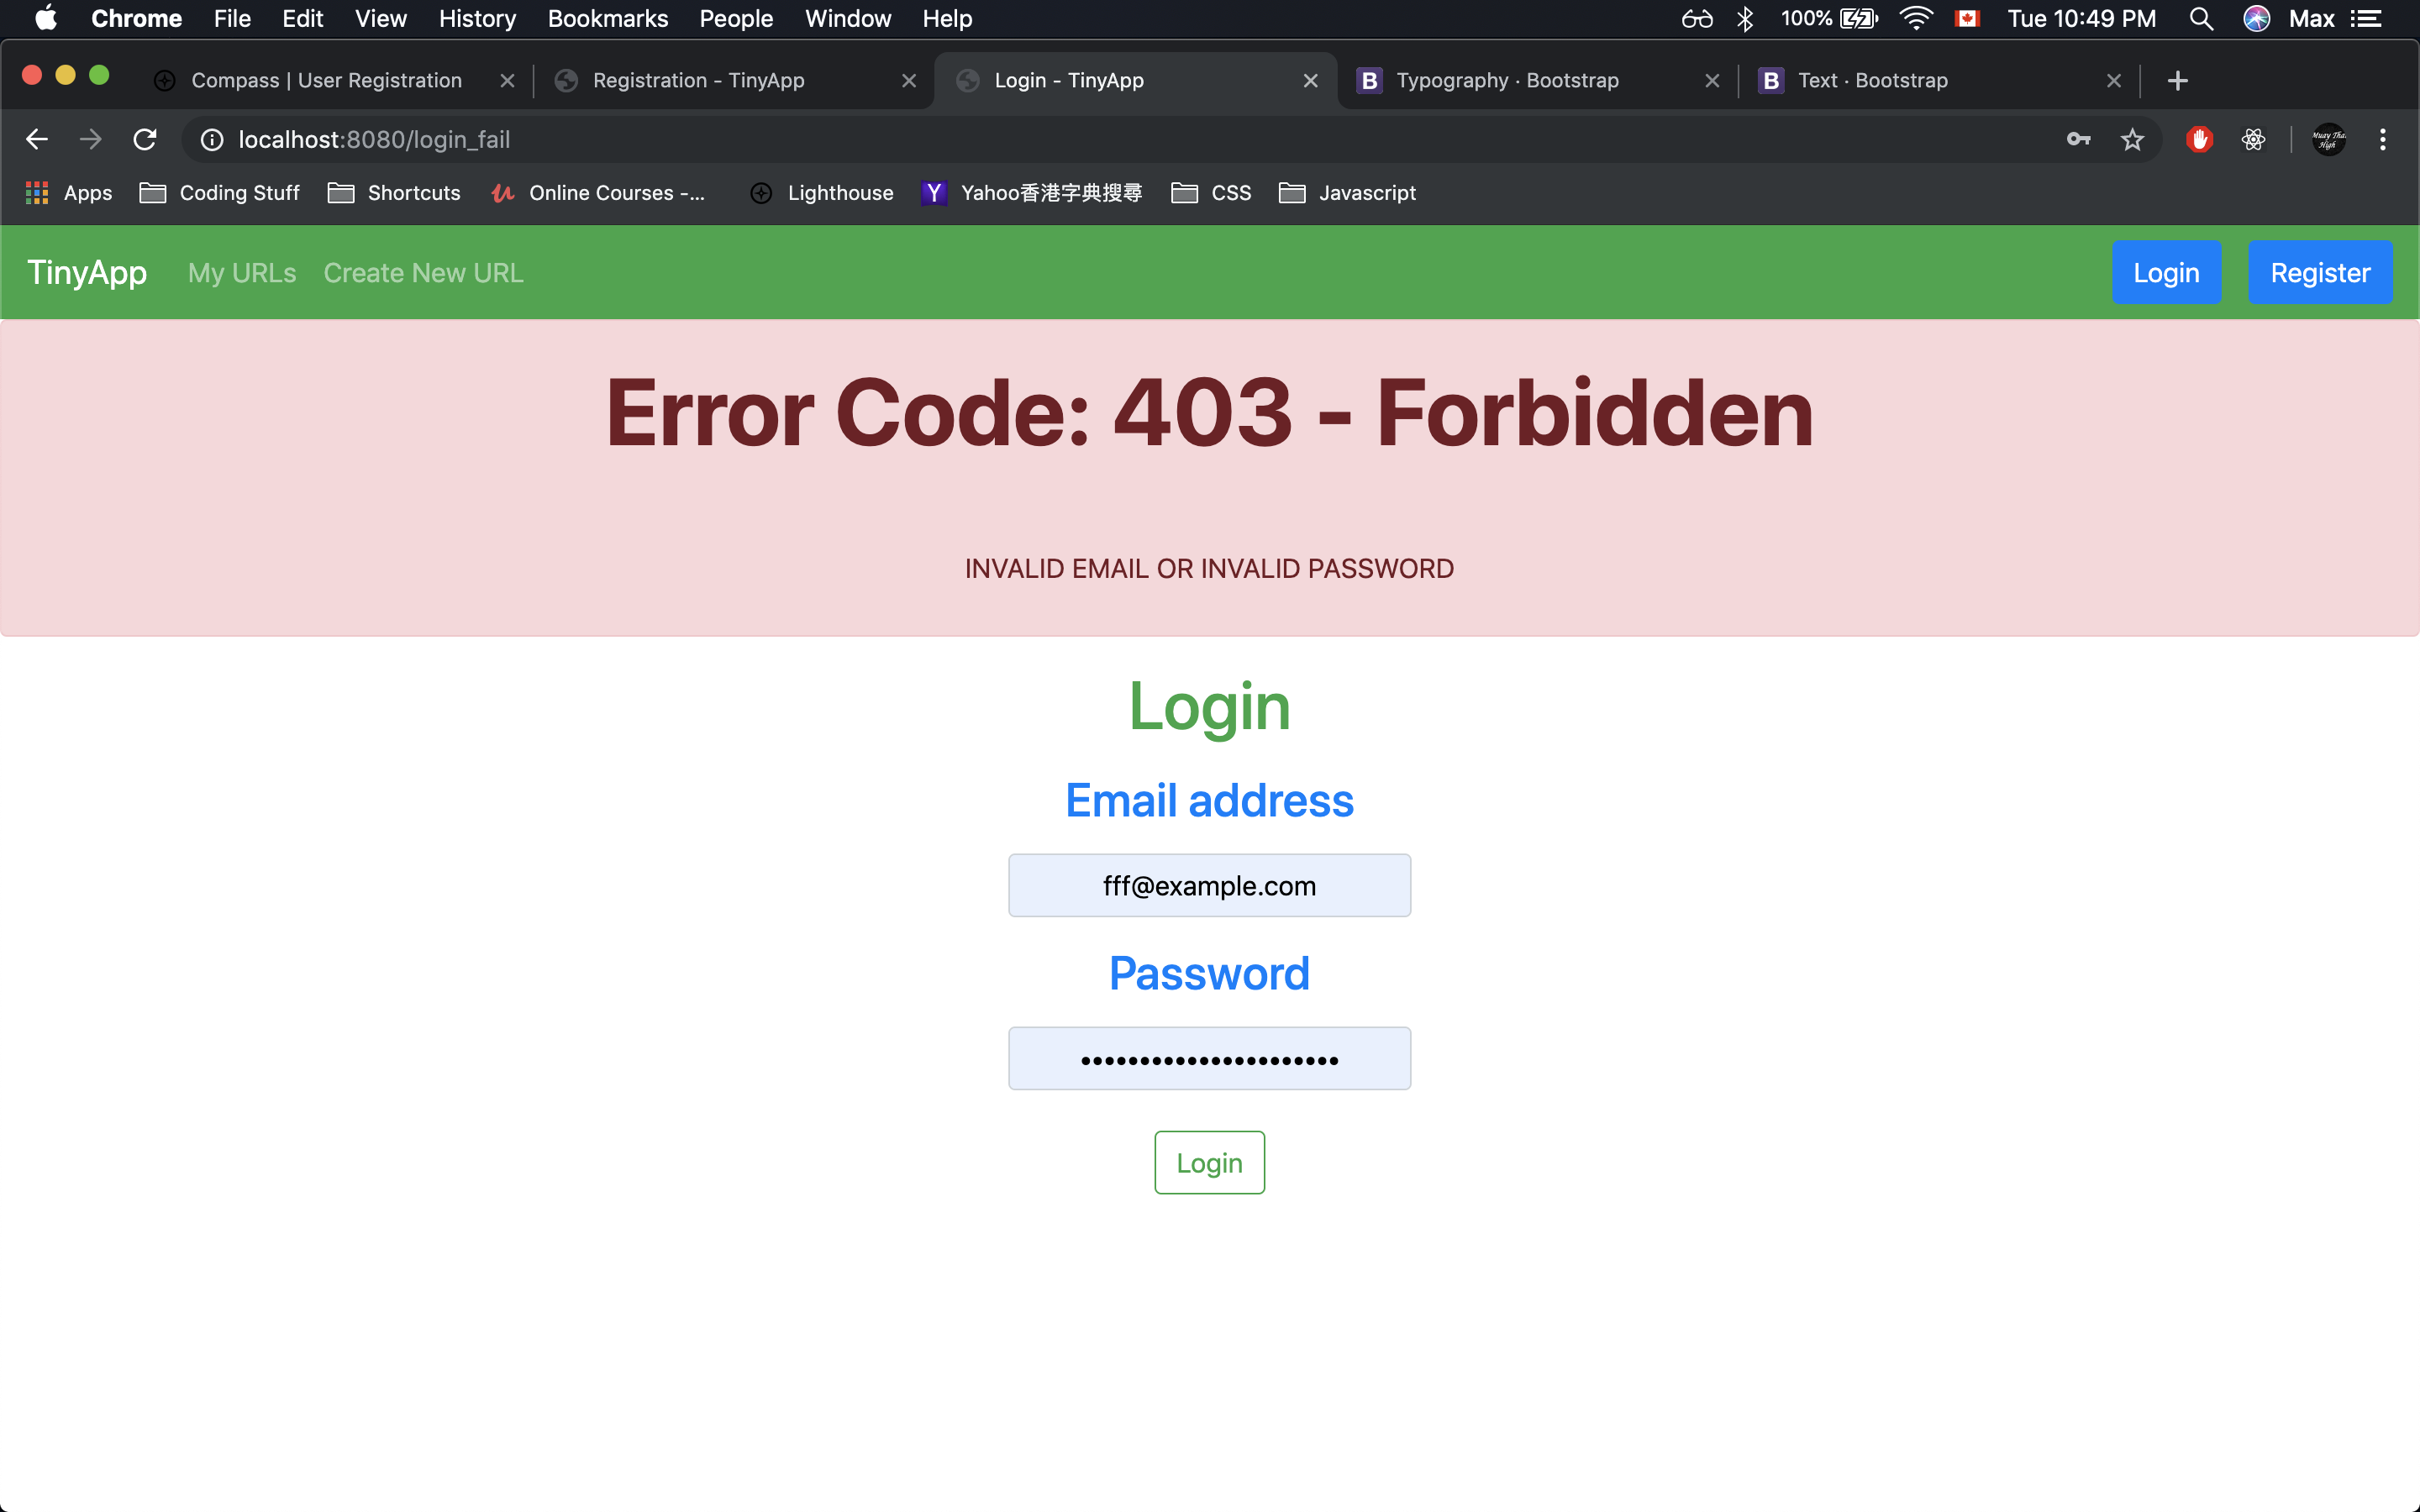 Chrome File Edit View History Bookmarks People Window Help 100% Tue 10:49 PM Max
Compass | User Registration Registration - TinyApp Login - TinyApp B Typography · Bootstrap B Text · Bootstrap
localhost:8080/login_fail Muay Thai
High
Apps Coding Stuff Shortcuts Online Courses -... Lighthouse Y Yahoo香港字典搜尋 CSS Javascript
TinyApp My URLs Create New URL Login Register
Error Code: 403 - Forbidden
INVALID EMAIL OR INVALID PASSWORD
Login
Email address
fff@example.com
Password
••••••••••••••••••••••
Login